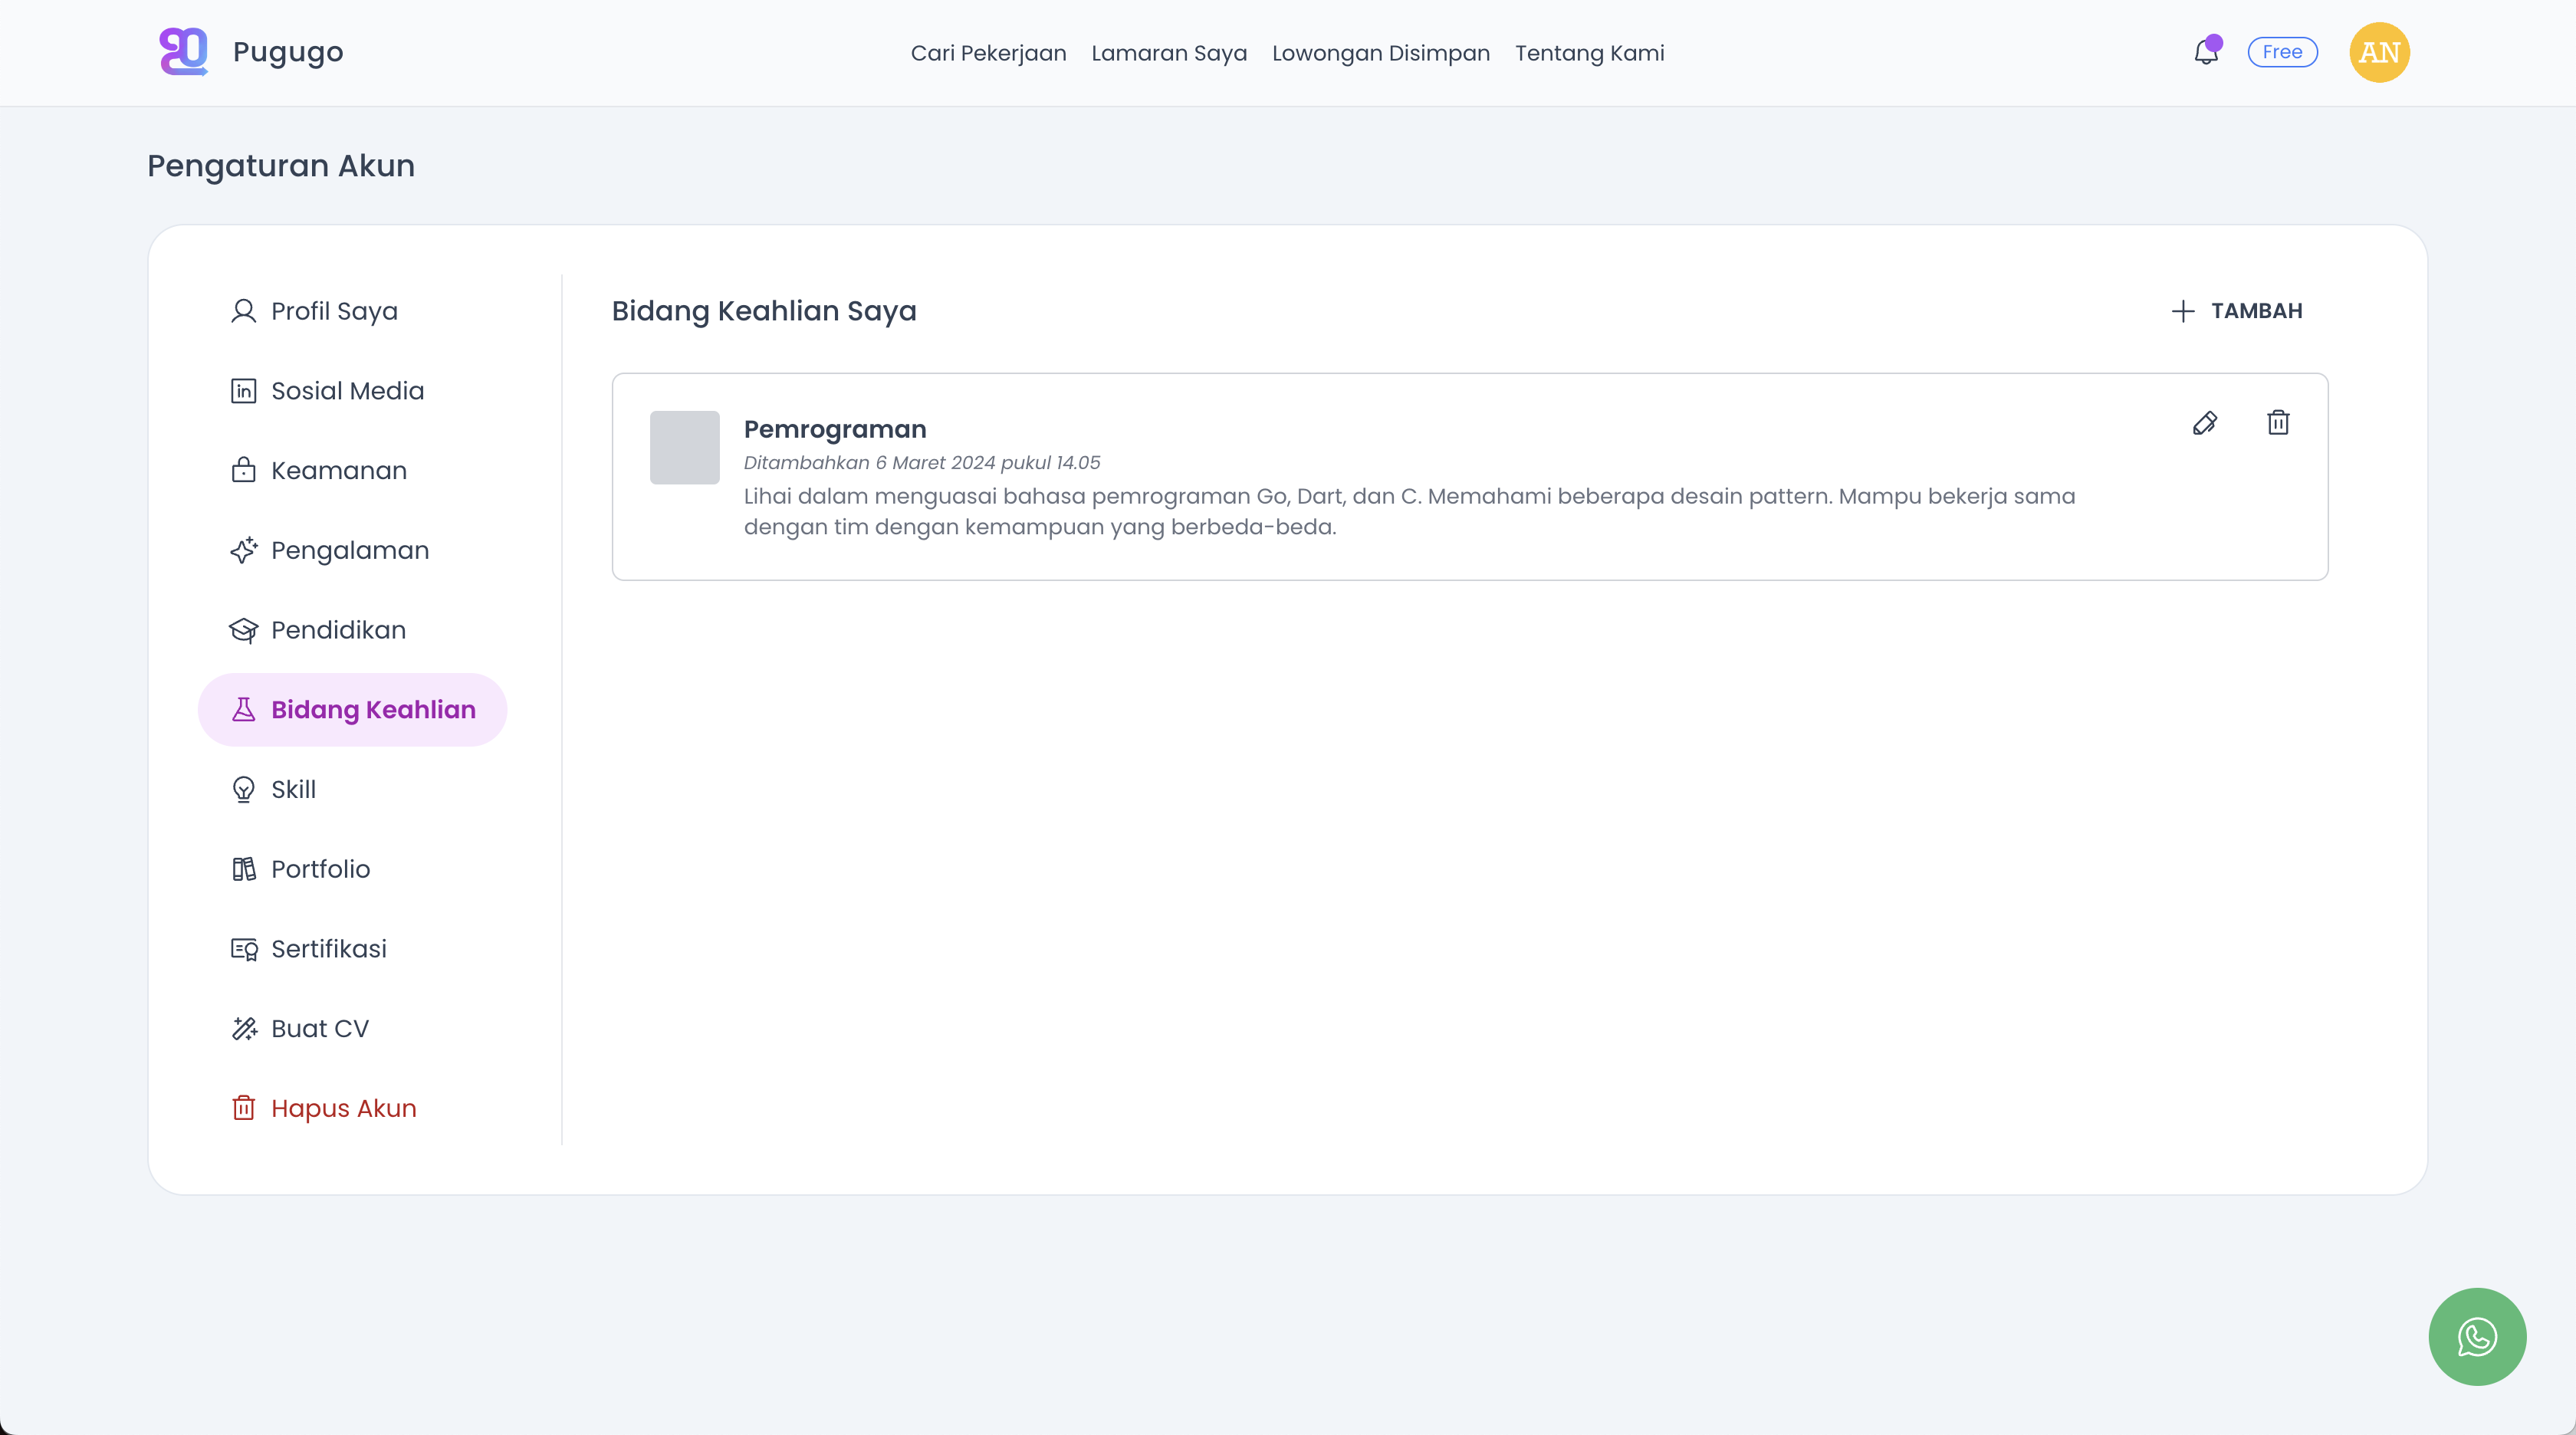 Pugugo
Cari Pekerjaan
Lamaran Saya
Lowongan Disimpan
Tentang Kami
Free
AN
Pengaturan Akun
Profil Saya
Sosial Media
Keamanan
Pengalaman
Pendidikan
Bidang Keahlian
Skill
Portfolio
Sertifikasi
Buat CV
Hapus Akun
Bidang Keahlian Saya
TAMBAH
Pemrograman
Ditambahkan 6 Maret 2024 pukul 14.05
Lihai dalam menguasai bahasa pemrograman Go, Dart, dan C. Memahami beberapa desain pattern. Mampu bekerja sama
dengan tim dengan kemampuan yang berbeda-beda.